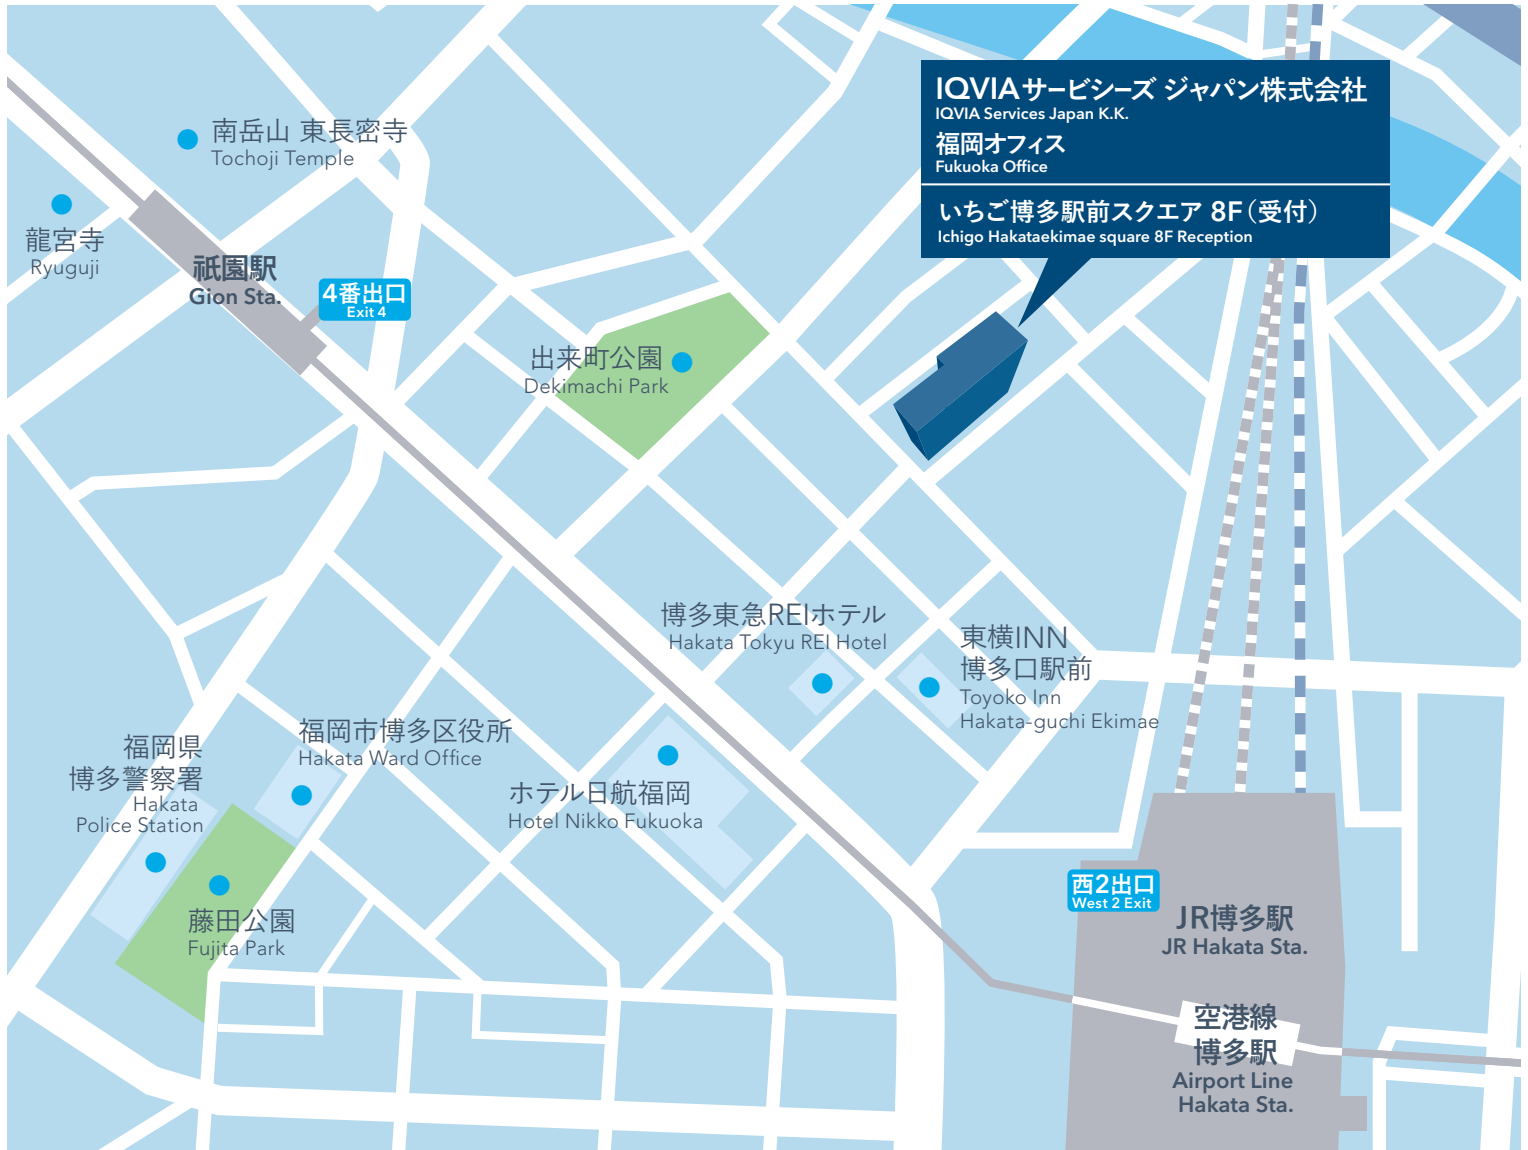 IQVIAサービシーズ ジャパン株式会社
IQVIA Services Japan K.K.
福岡オフィス
Fukuoka Office
いちご博多駅前スクエア 8F（受付）
Ichigo Hakataekimae square 8F Reception
南岳山 東長密寺
Tochoji Temple
龍宮寺
Ryuguji
祇園駅
Gion Sta.
4番出口
Exit 4
出来町公園
Dekimachi Park
博多東急REIホテル
Hakata Tokyu REI Hotel
東横INN
博多口駅前
Toyoko Inn
Hakata-guchi Ekimae
福岡市博多区役所
Hakata Ward Office
福岡県
博多警察署
Hakata
Police Station
ホテル日航福岡
Hotel Nikko Fukuoka
藤田公園
Fujita Park
西2出口
West 2 Exit
JR博多駅
JR Hakata Sta.
空港線
博多駅
Airport Line
Hakata Sta.